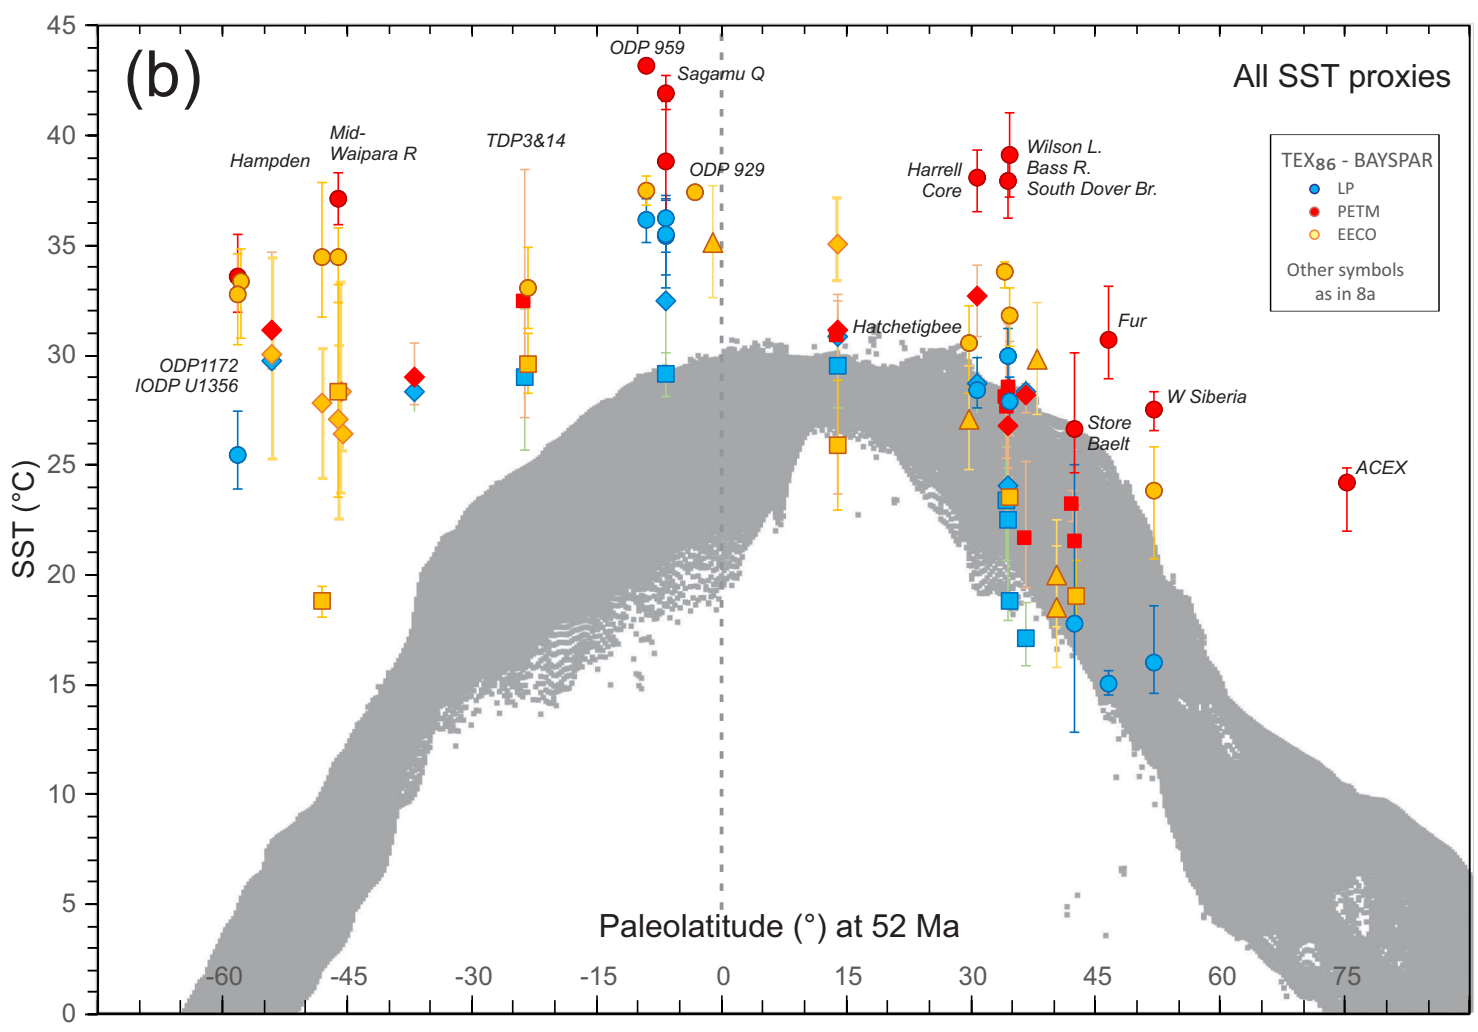 (b)
All SST proxies
ODP 959
Sagamu Q
Mid-
Waipara R
Hampden
TDP3&14
ODP 929
Harrell
Core
Wilson L.
Bass R.
South Dover Br.
TEX86 - BAYSPAR
LP
PETM
EECO
Other symbols
as in 8a
ODP1172
IODP U1356
Hatchetigbee
Fur
W Siberia
Store
Baelt
ACEX
SST (°C)
45
40
35
30
25
20
15
10
5
0
Paleolatitude (°) at 52 Ma
-60 -45 -30 -15 0 15 30 45 60 75